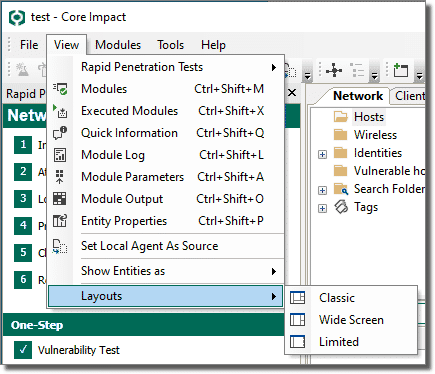 test - Core Impact
File View Modules Tools Help
Rapid P
Netw
1 In
2 At
3 Lo
4 Pr
5 Cl
6 Re
One-Step
Vulnerability Test
Rapid Penetration Tests
Modules Ctrl+Shift+M
Executed Modules Ctrl+Shift+X
Quick Information Ctrl+Shift+Q
Module Log Ctrl+Shift+L
Module Parameters Ctrl+Shift+A
Module Output Ctrl+Shift+O
Entity Properties Ctrl+Shift+P
Set Local Agent As Source
Show Entities as
Layouts
Classic
Wide Screen
Limited
Network Client
Hosts
Wireless
Identities
Vulnerable ho
Search Folder
Tags